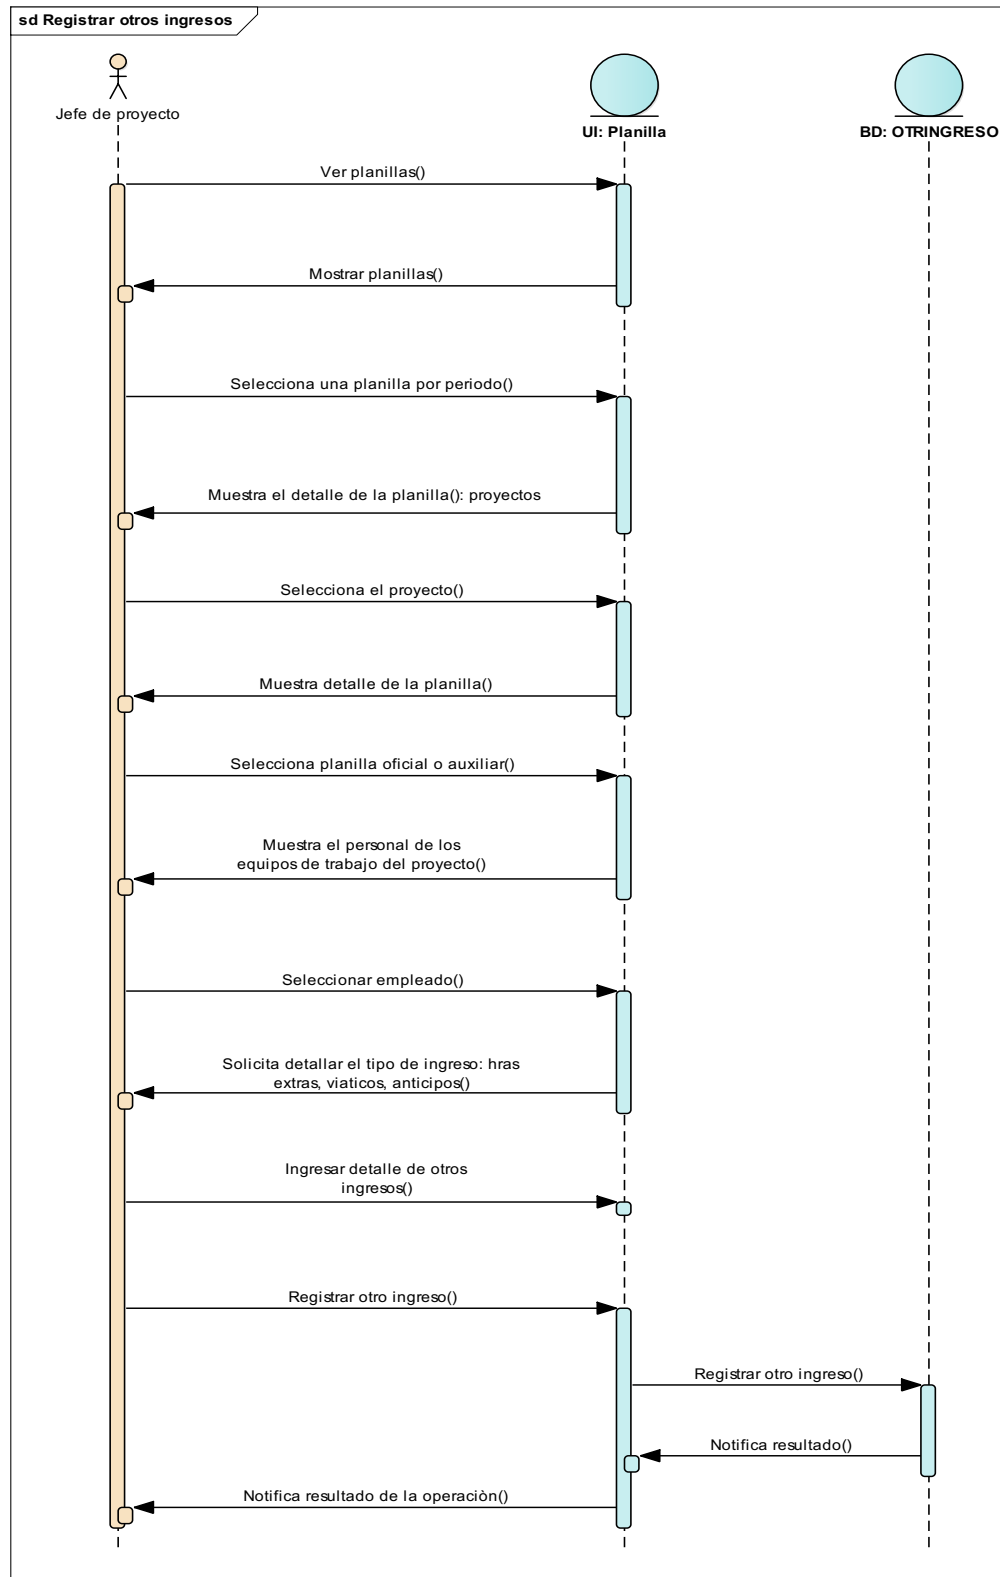 sd Registrar otros ingresos
Jefe de proyecto
UI: Planilla
BD: OTRINGRESO
Ver planillas()
Mostrar planillas()
Selecciona una planilla por periodo()
Muestra el detalle de la planilla(): proyectos
Selecciona el proyecto()
Muestra detalle de la planilla()
Selecciona planilla oficial o auxiliar()
Muestra el personal de los
equipos de trabajo del proyecto()
Seleccionar empleado()
Solicita detallar el tipo de ingreso: hras
extras, viaticos, anticipos()
Ingresar detalle de otros
ingresos()
Registrar otro ingreso()
Registrar otro ingreso()
Notifica resultado()
Notifica resultado de la operaciòn()